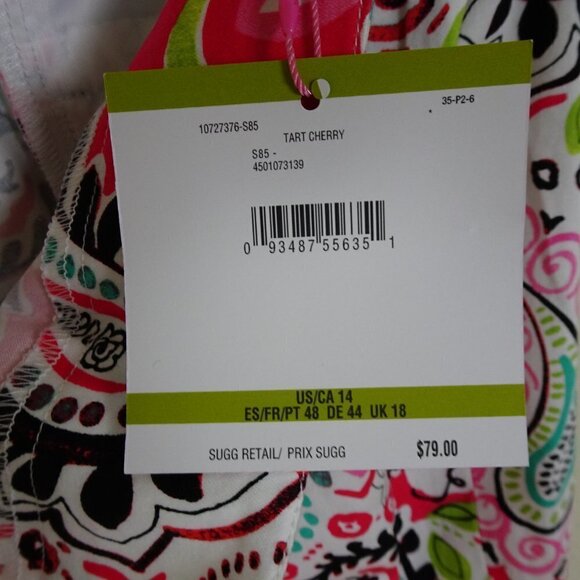 35-P2-6
10727376-S85
TART CHERRY
S85 -
4501073139
0 93487 55635 1
US/CA 14
ES/FR/PT 48 DE 44 UK 18
SUGG RETAIL/ PRIX SUGG $79.00